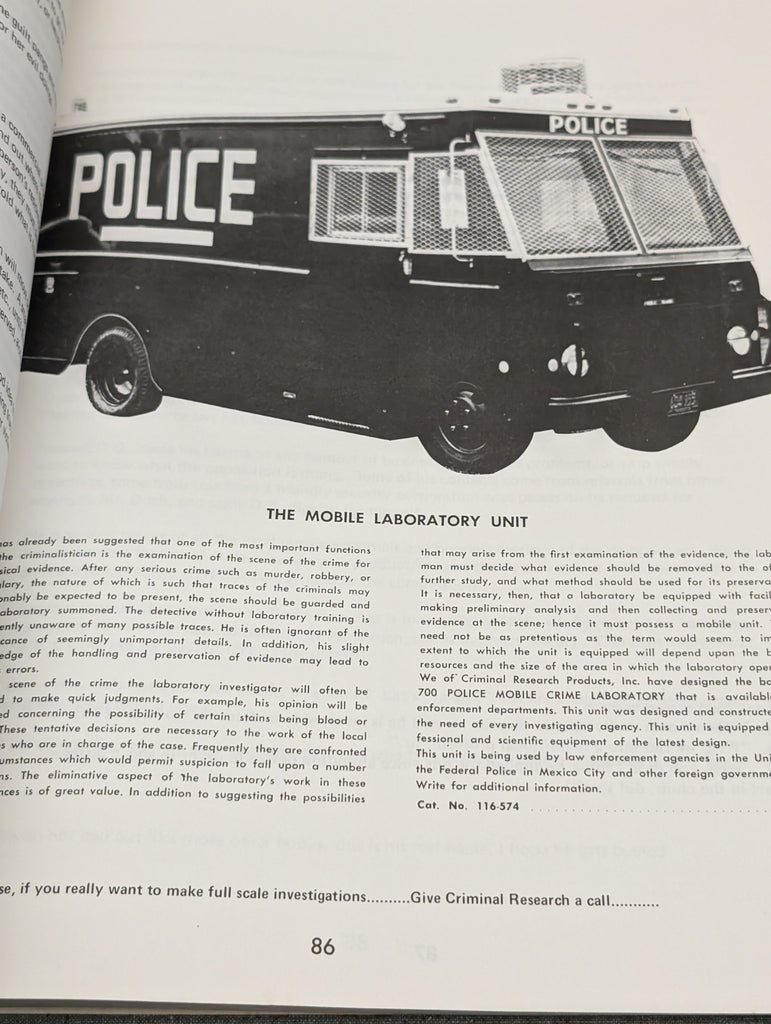 POLICE
POLICE
THE MOBILE LABORATORY UNIT
has already been suggested that one of the most important functions
the criminalistician is the examination of the scene of the crime for
sical evidence. After any serious crime such as murder, robbery, or
lary, the nature of which is such that traces of the criminals may
onably be expected to be present, the scene should be guarded and
aboratory summoned. The detective without laboratory training is
ently unaware of many possible traces. He is often ignorant of the
cance of seemingly unimportant details. In addition, his slight
edge of the handling and preservation of evidence may lead to
errors.
scene of the crime the laboratory investigator will often be
d to make quick judgments. For example, his opinion will be
ed concerning the possibility of certain stains being blood or
These tentative decisions are necessary to the work of the local
s who are in charge of the case. Frequently they are confronted
umstances which would permit suspicion to fall upon a number
ns. The eliminative aspect of the laboratory's work in these
nces is of great value. In addition to suggesting the possibilities
that may arise from the first examination of the evidence, the lab
man must decide what evidence should be removed to the of
further study, and what method should be used for its preserva
It is necessary, then, that a laboratory be equipped with facil
making preliminary analysis and then collecting and preser
evidence at the scene; hence it must possess a mobile unit.
need not be as pretentious as the term would seem to im
extent to which the unit is equipped will depend upon the b
resources and the size of the area in which the laboratory oper
We of Criminal Research Products, Inc. have designed the ba
700 POLICE MOBILE CRIME LABORATORY that is availabl
enforcement departments. This unit was designed and constructe
the need of every investigating agency. This unit is equipped
fessional and scientific equipment of the latest design.
This unit is being used by law enforcement agencies in the Uni
the Federal Police in Mexico City and other foreign governme
Write for additional information.
Cat. No. 116-574 . . . . . . . . . . . . . . . . . . . . . . . .
se, if you really want to make full scale investigations..........Give Criminal Research a call...........
86